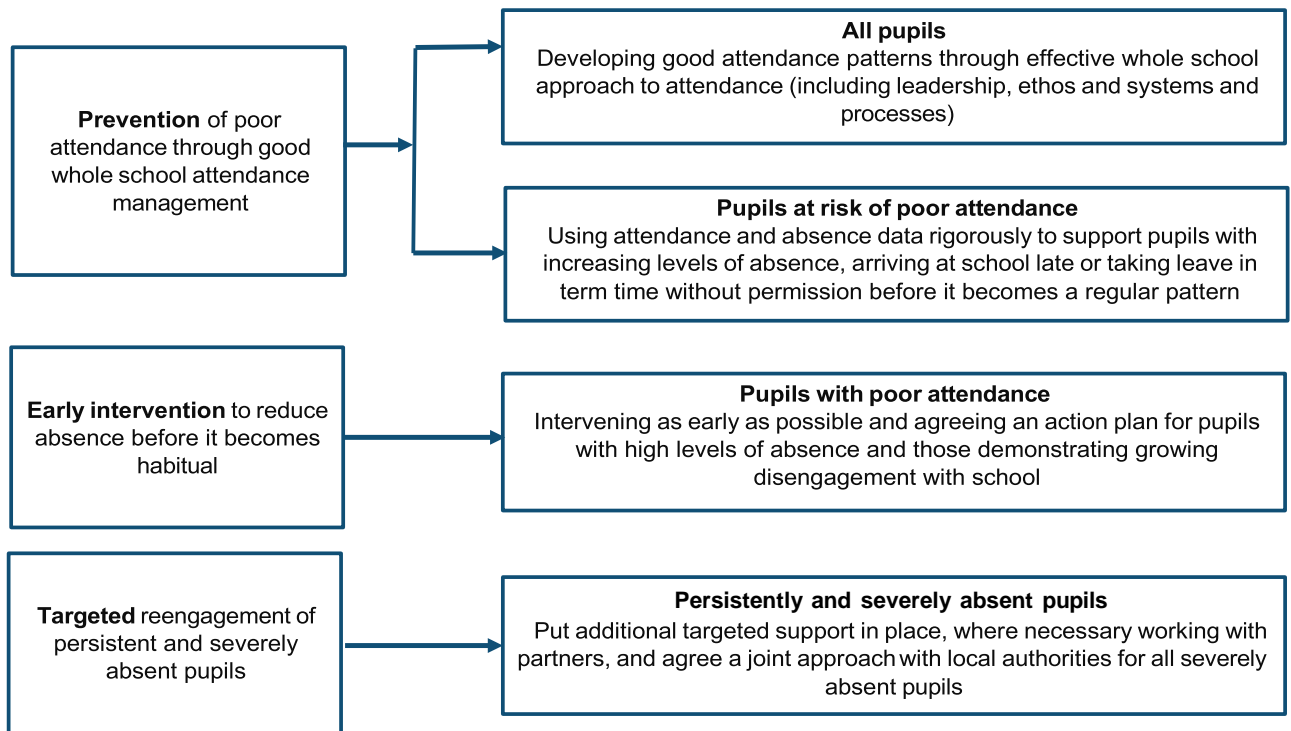 Prevention of poor
attendance through good
whole school attendance
management
All pupils
Developing good attendance patterns through effective whole school
approach to attendance (including leadership, ethos and systems and
processes)
Pupils at risk of poor attendance
Using attendance and absence data rigorously to support pupils with
increasing levels of absence, arriving at school late or taking leave in
term time without permission before it becomes a regular pattern
Early intervention to reduce
absence before it becomes
habitual
Pupils with poor attendance
Intervening as early as possible and agreeing an action plan for pupils
with high levels of absence and those demonstrating growing
disengagement with school
Targeted reengagement of
persistent and severely
absent pupils
Persistently and severely absent pupils
Put additional targeted support in place, where necessary working with
partners, and agree a joint approach with local authorities for all severely
absent pupils